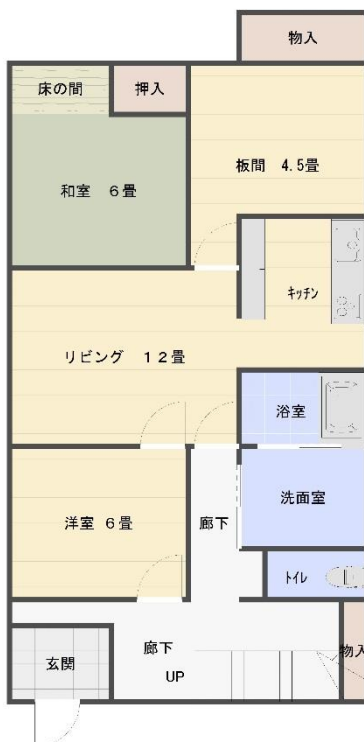 物入
床の間
押入
和室 6畳
板間 4.5畳
キッチン
リビング 12畳
浴室
洗面室
洋室 6畳
廊下
トイレ
玄関
廊下
UP
物入